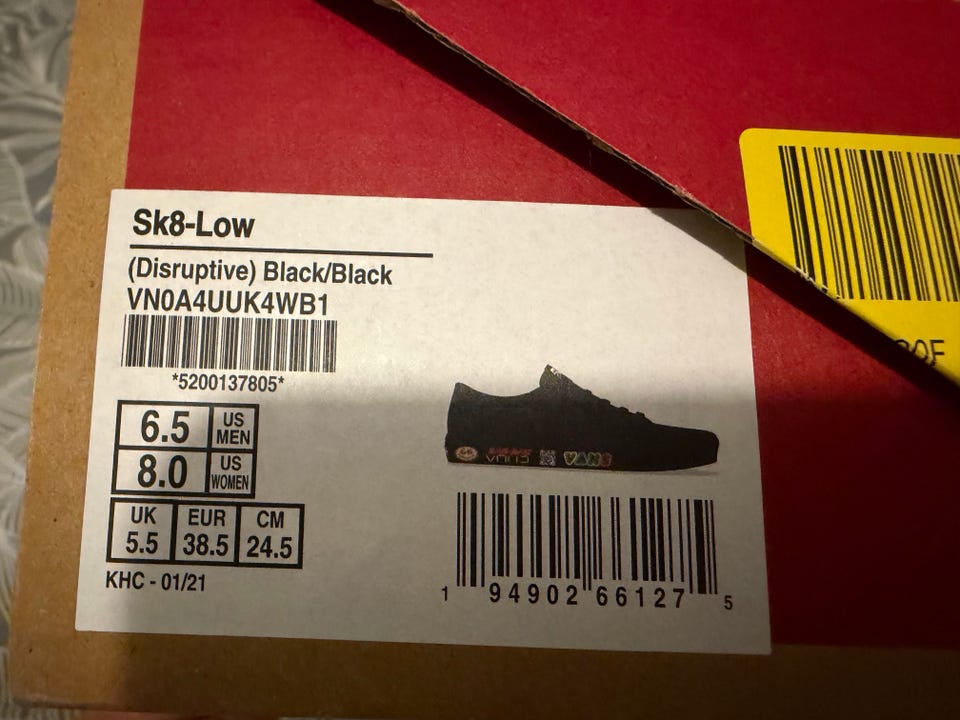 Sk8-Low
(Disruptive) Black/Black
VN0A4UUK4WB1
*5200137805*
6.5 US MEN
8.0 US WOMEN
UK EUR CM
5.5 38.5 24.5
KHC - 01/21
VANS
1 94902 66127 5